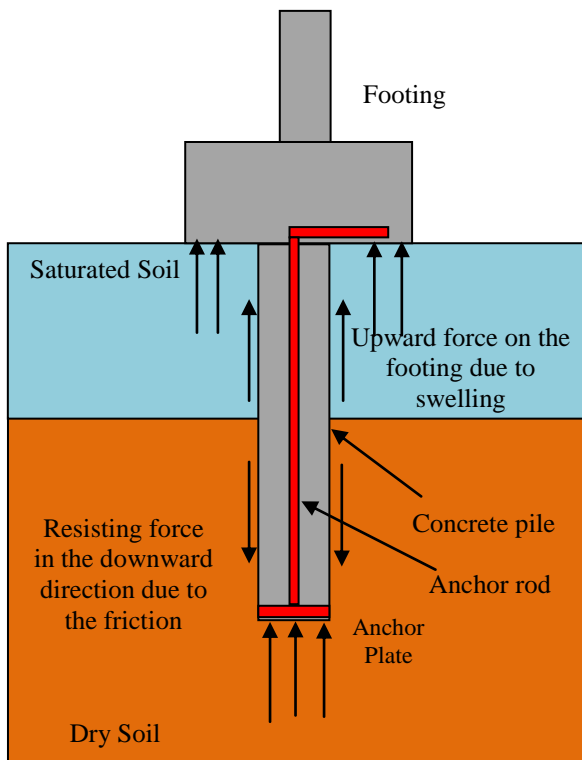 Footing
Saturated Soil
Upward force on the
footing due to
swelling
Resisting force
in the downward
direction due to
the friction
Concrete pile
Anchor rod
Anchor
Plate
Dry Soil